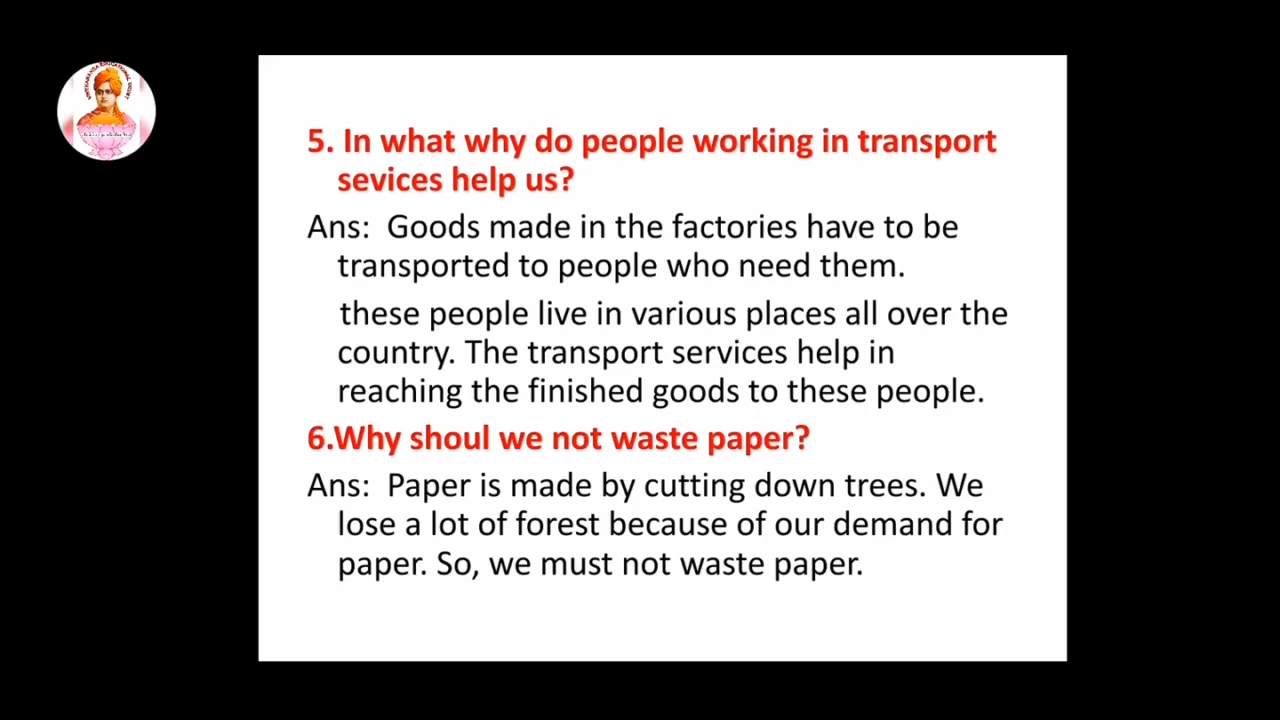 5. In what why do people working in transport
sevices help us?
Ans: Goods made in the factories have to be
transported to people who need them.
these people live in various places all over the
country. The transport services help in
reaching the finished goods to these people.
6.Why shoul we not waste paper?
Ans: Paper is made by cutting down trees. We
lose a lot of forest because of our demand for
paper. So, we must not waste paper.